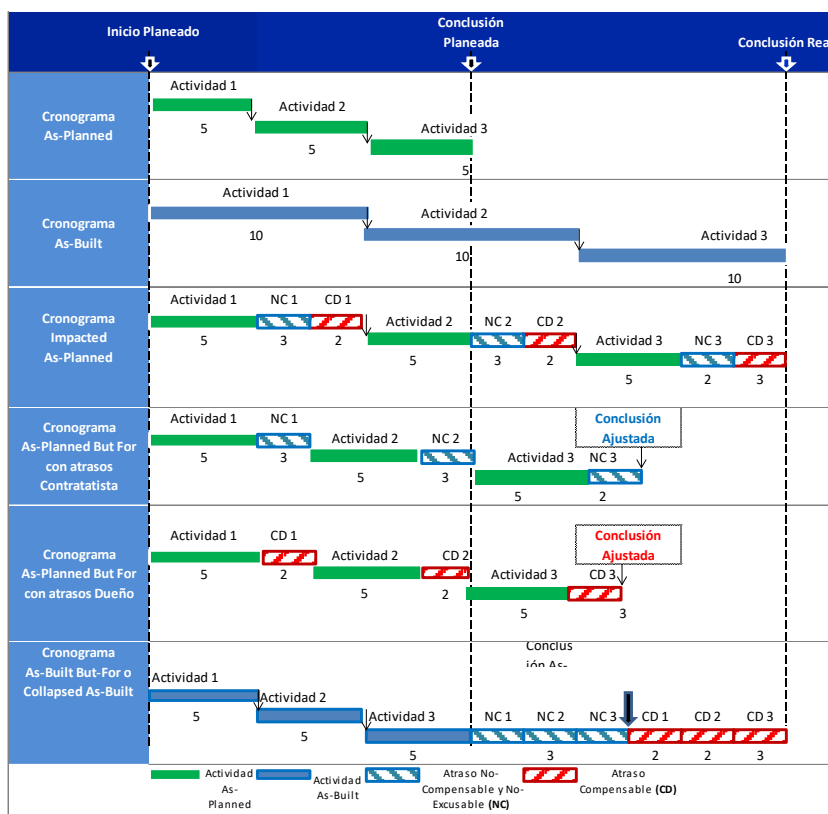 Inicio Planeado
Conclusión
Planeada
Conclusión Rea
Cronograma
As-Planned
Actividad 1
5
Actividad 2
5
Actividad 3
5
Cronograma
As-Built
Actividad 1
10
Actividad 2
10
Actividad 3
10
Cronograma
Impacted
As-Planned
Actividad 1 NC 1 CD 1
5 3 2
Actividad 2 NC 2 CD 2
5 3 2
Actividad 3 NC 3 CD 3
5 2 3
Cronograma
As-Planned But For
con atrasos
Contratatista
Actividad 1 NC 1
5 3
Actividad 2 NC 2
5 3
Actividad 3 NC 3
5 2
Conclusión
Ajustada
Cronograma
As-Planned But For
con atrasos Dueño
Actividad 1 CD 1
5 2
Actividad 2 CD 2
5 2
Actividad 3 CD 3
5 3
Conclusión
Ajustada
Cronograma
As-Built But-For o
Collapsed As-Built
Conclus
ión As-
Actividad 1
5
Actividad 2
5
Actividad 3 NC 1 NC 2 NC 3 CD 1 CD 2 CD 3
5 3 2 2 3
Actividad
As-
Planned
Actividad
As-Built
Atraso No-
Compensable y No-
Excusable (NC)
Atraso
Compensable (CD)